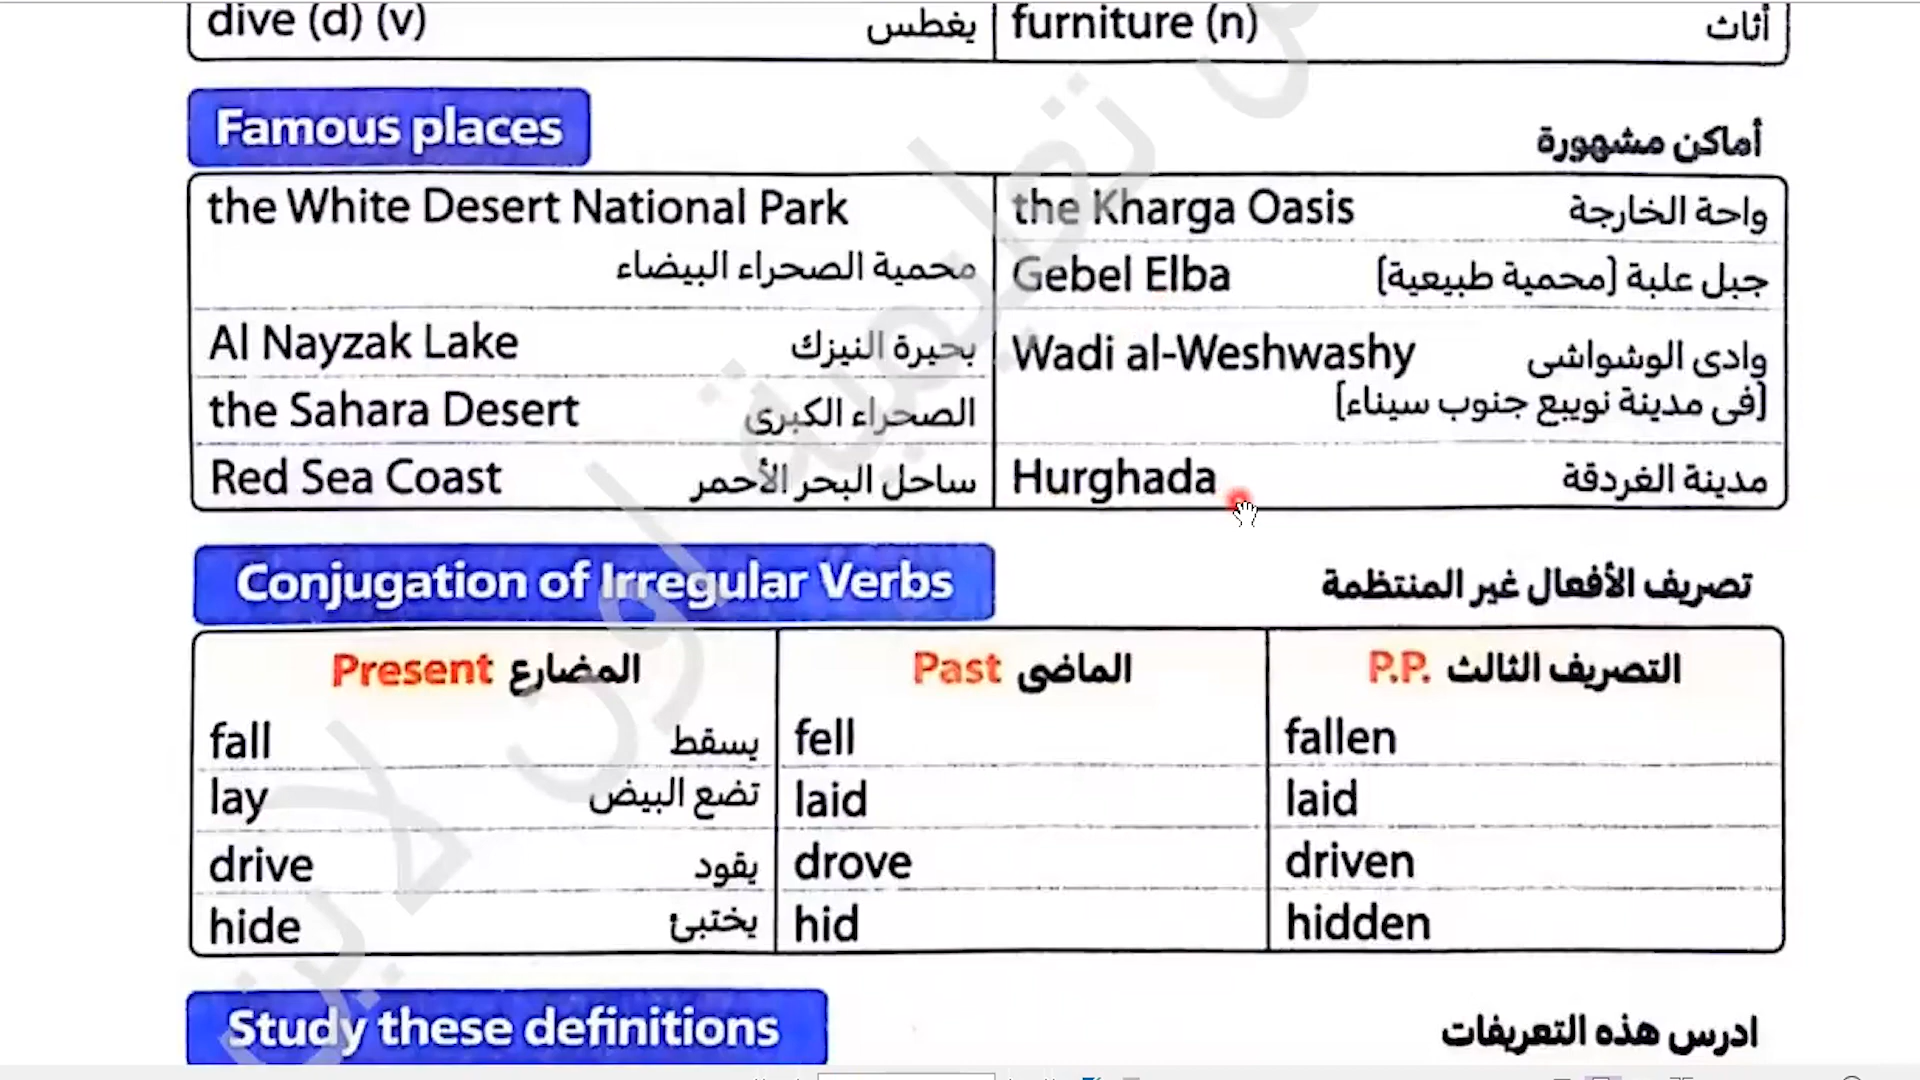 dive (d) (v) يغطس
furniture (n) أثاث
Famous places أماكن مشهورة
the White Desert National Park
محمية الصحراء البيضاء
Al Nayzak Lake بحيرة النيزك
the Sahara Desert الصحراء الكبرى
Red Sea Coast ساحل البحر الأحمر
the Kharga Oasis واحة الخارجة
Gebel Elba جبل علبة (محمية طبيعية)
Wadi al-Weshwashy وادى الوشواشى
(فى مدينة نويبع جنوب سيناء)
Hurghada مدينة الغردقة
Conjugation of Irregular Verbs تصريف الأفعال غير المنتظمة
Present المضارع Past الماضى P.P. التصريف الثالث
fall يسقط fell fallen
lay تضع البيض laid laid
drive يقود drove driven
hide يختبئ hid hidden
Study these definitions ادرس هذه التعريفات